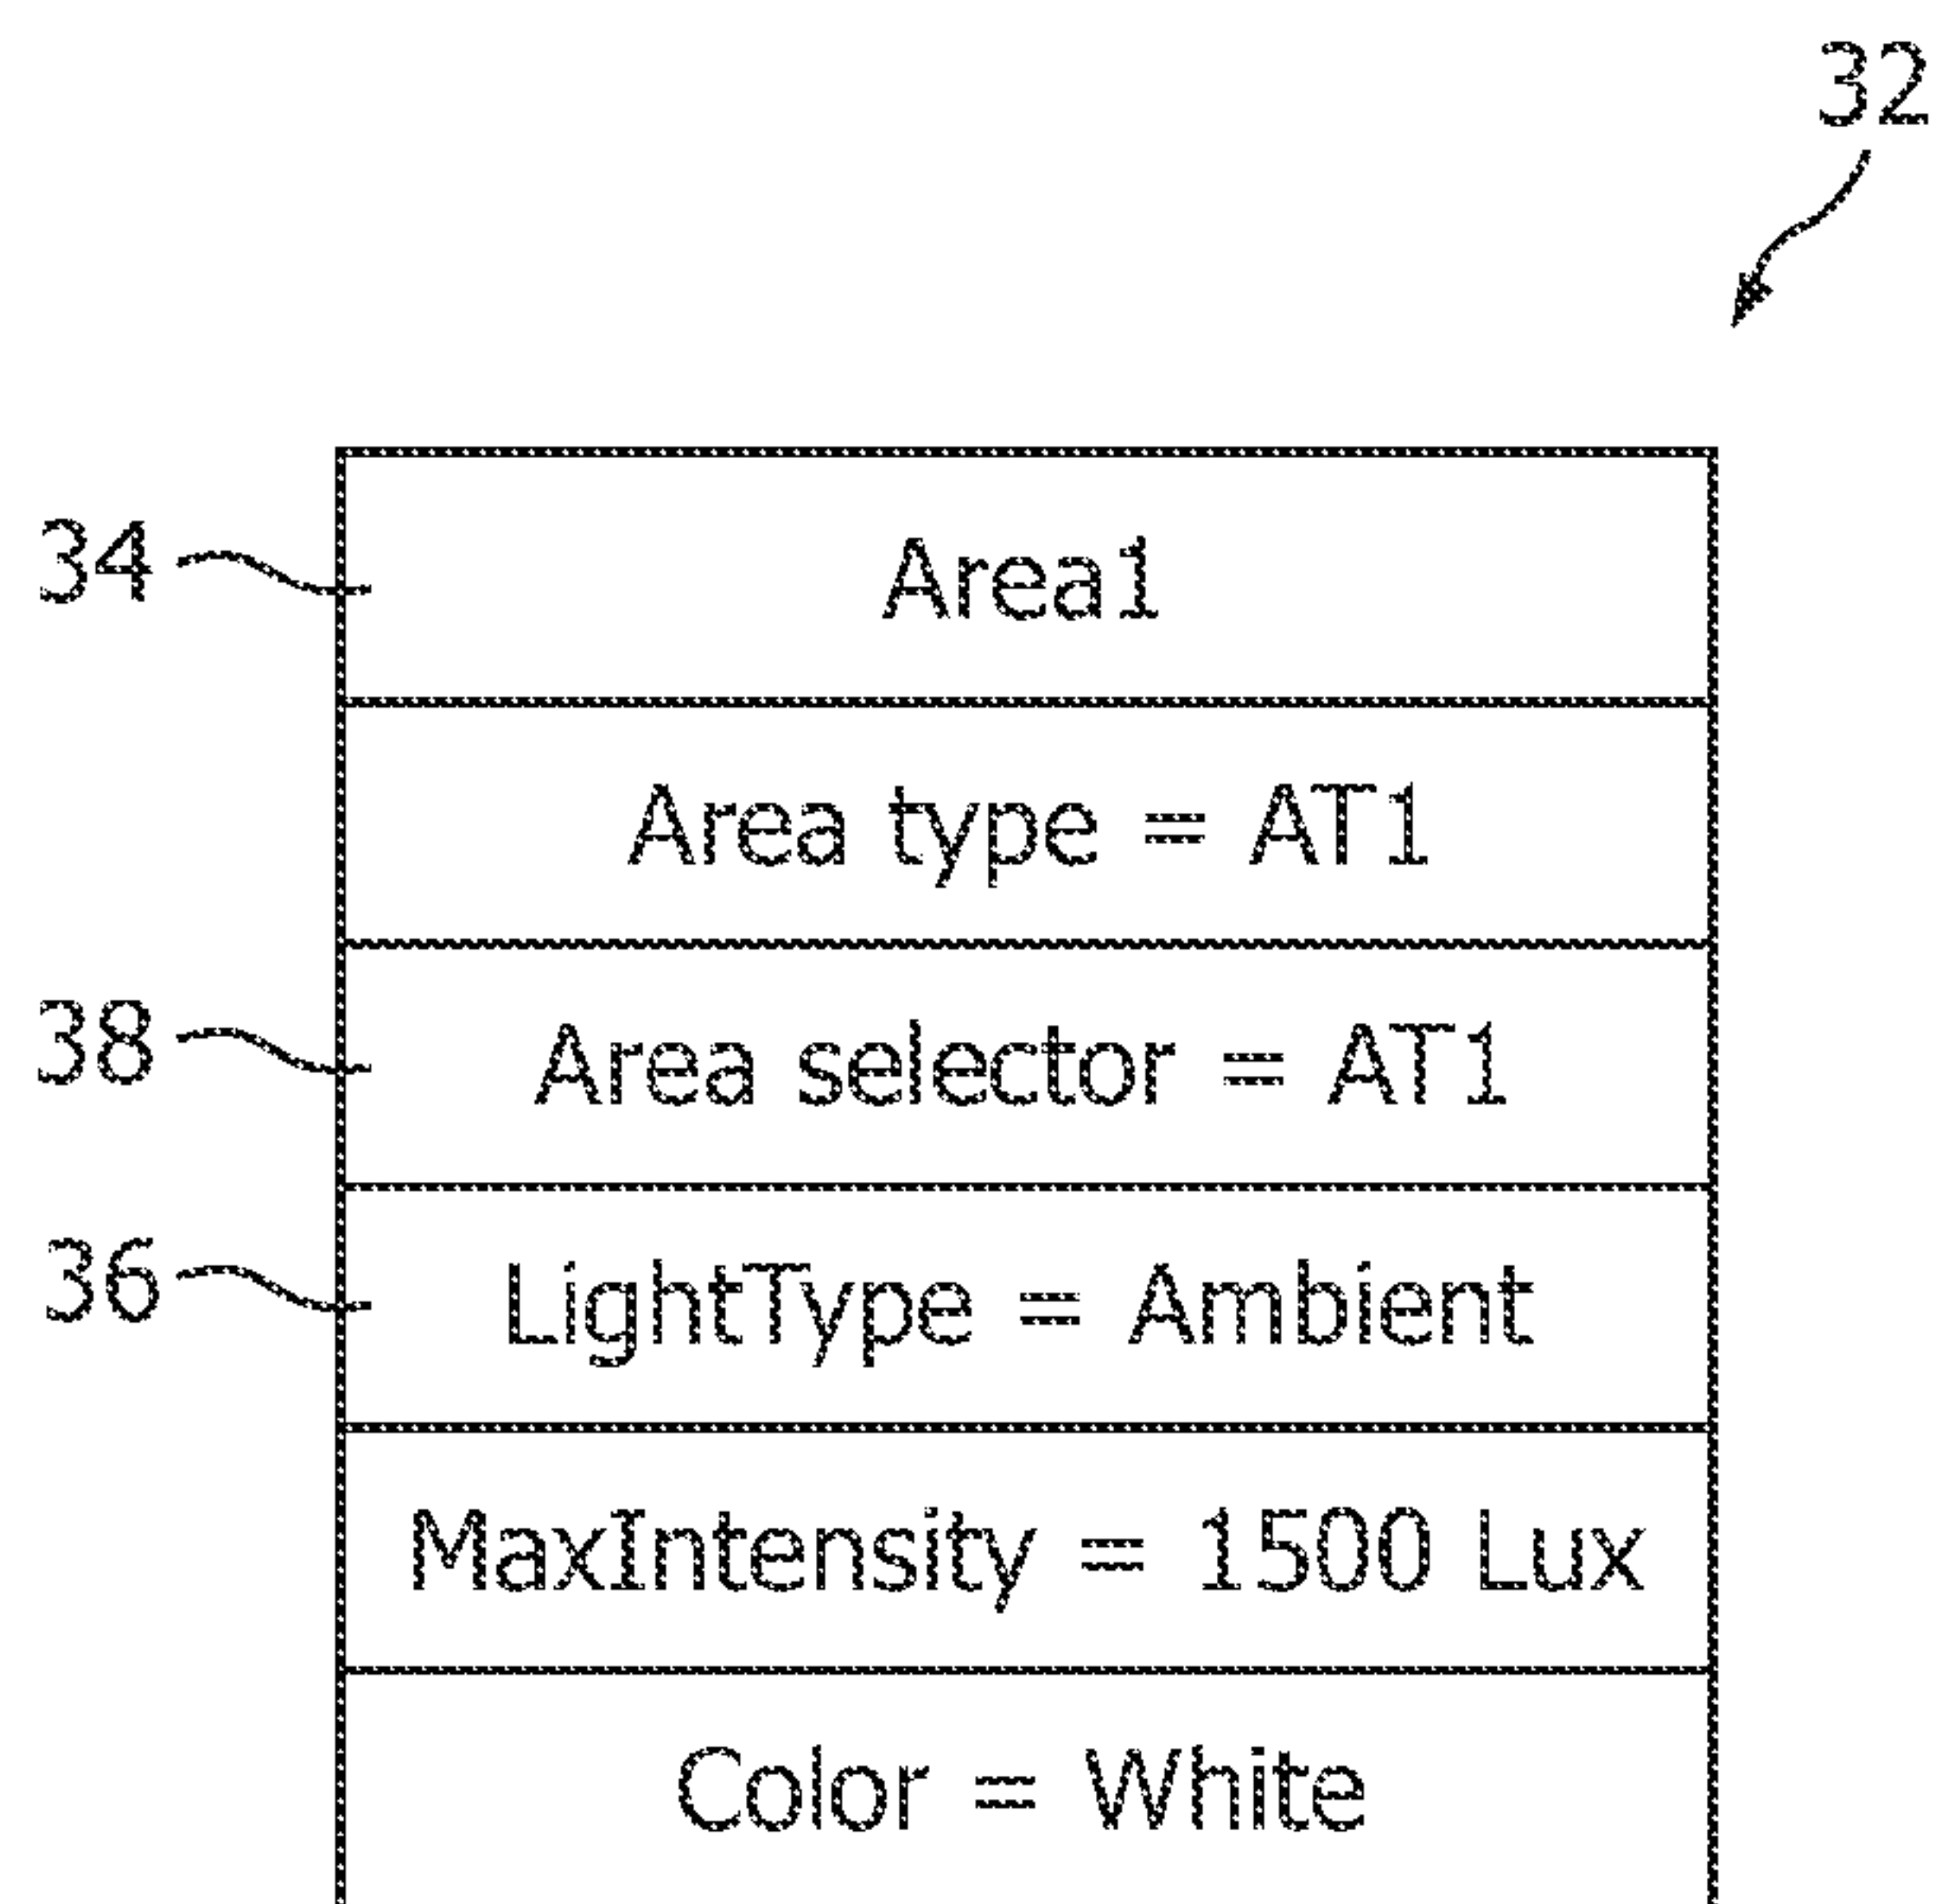 32
34 Area1
Area type = AT1
38 Area selector = AT1
36 LightType = Ambient
MaxIntensity = 1500 Lux
Color = White